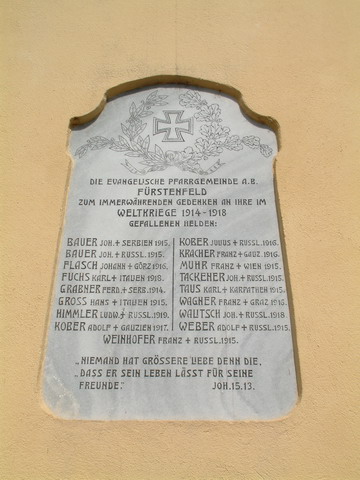 DIE EVANGELISCHE PFARRGEMEINDE A.B.
FÜRSTENFELD
ZUM IMMERWÄHRENDEN GEDENKEN AN IHRE IM
WELTKRIEGE 1914-1918
GEFALLENEN HELDEN:
BAUER JOH. + SERBIEN 1915.
BAUER JOH. + RUSSL. 1915.
FLASCH JOHANN + GÖRZ 1916.
FUCHS KARL + ITALIEN 1918.
GRABNER FERD. + SERB. 1914.
GROSS HANS + ITALIEN 1915.
HIMMLER LUDW. + RUSSL. 1919.
KOBER ADOLF + GALIZIEN 1917.
KOBER JULIUS + RUSSL. 1916.
KRACHER FRANZ + GALIZ. 1916.
MUHR FRANZ + WIEN 1915.
TACKENER JOH. + RUSSL. 1915.
TAUS KARL + KARPATHEN 1915.
WAGNER FRANZ + GRAZ 1915.
WALITSCH JOH. + RUSSL. 1918.
WEBER ADOLF + RUSSL. 1915.
WEINHOFER FRANZ + RUSSL. 1915.
„NIEMAND HAT GRÖSSERE LIEBE DENN DIE,
„DASS ER SEIN LEBEN LÄSST FÜR SEINE
FREUNDE." JOH. 15.13.